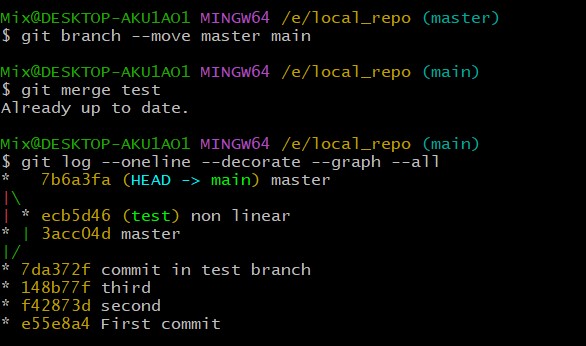 Mix@DESKTOP-AKU1AO1 MINGW64 /e/local_repo (master)
$ git branch --move master main
Mix@DESKTOP-AKU1AO1 MINGW64 /e/local_repo (main)
$ git merge test
Already up to date.
Mix@DESKTOP-AKU1AO1 MINGW64 /e/local_repo (main)
$ git log --oneline --decorate --graph --all
*   7b6a3fa (HEAD -> main) master
|\
| * ecb5d46 (test) non linear
* | 3acc04d master
|/
* 7da372f commit in test branch
* 148b77f third
* f42873d second
* e55e8a4 First commit